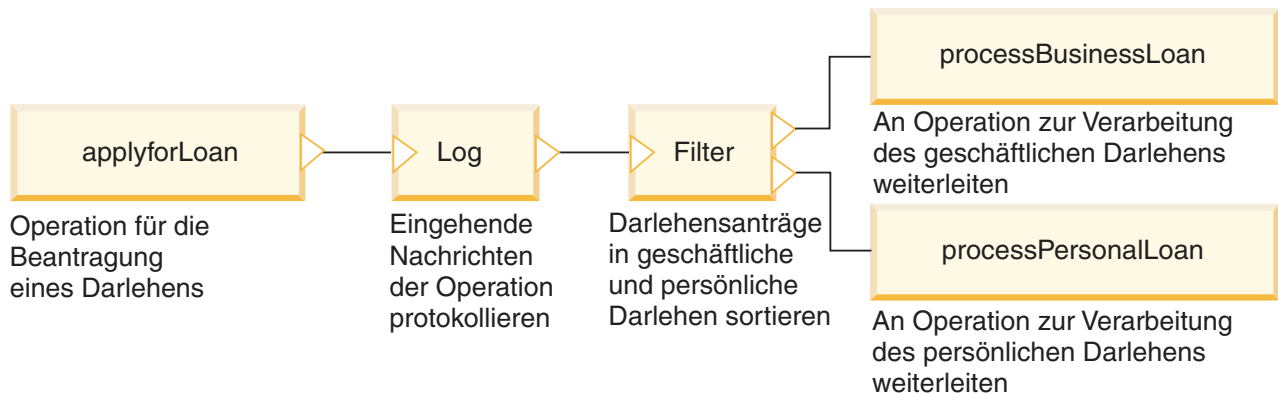 applyforLoan
Operation für die
Beantragung
eines Darlehens
Log
Eingehende
Nachrichten
der Operation
protokollieren
Filter
Darlehensanträge
in geschäftliche
und persönliche
Darlehen sortieren
processBusinessLoan
An Operation zur Verarbeitung
des geschäftlichen Darlehens
weiterleiten
processPersonalLoan
An Operation zur Verarbeitung
des persönlichen Darlehens
weiterleiten